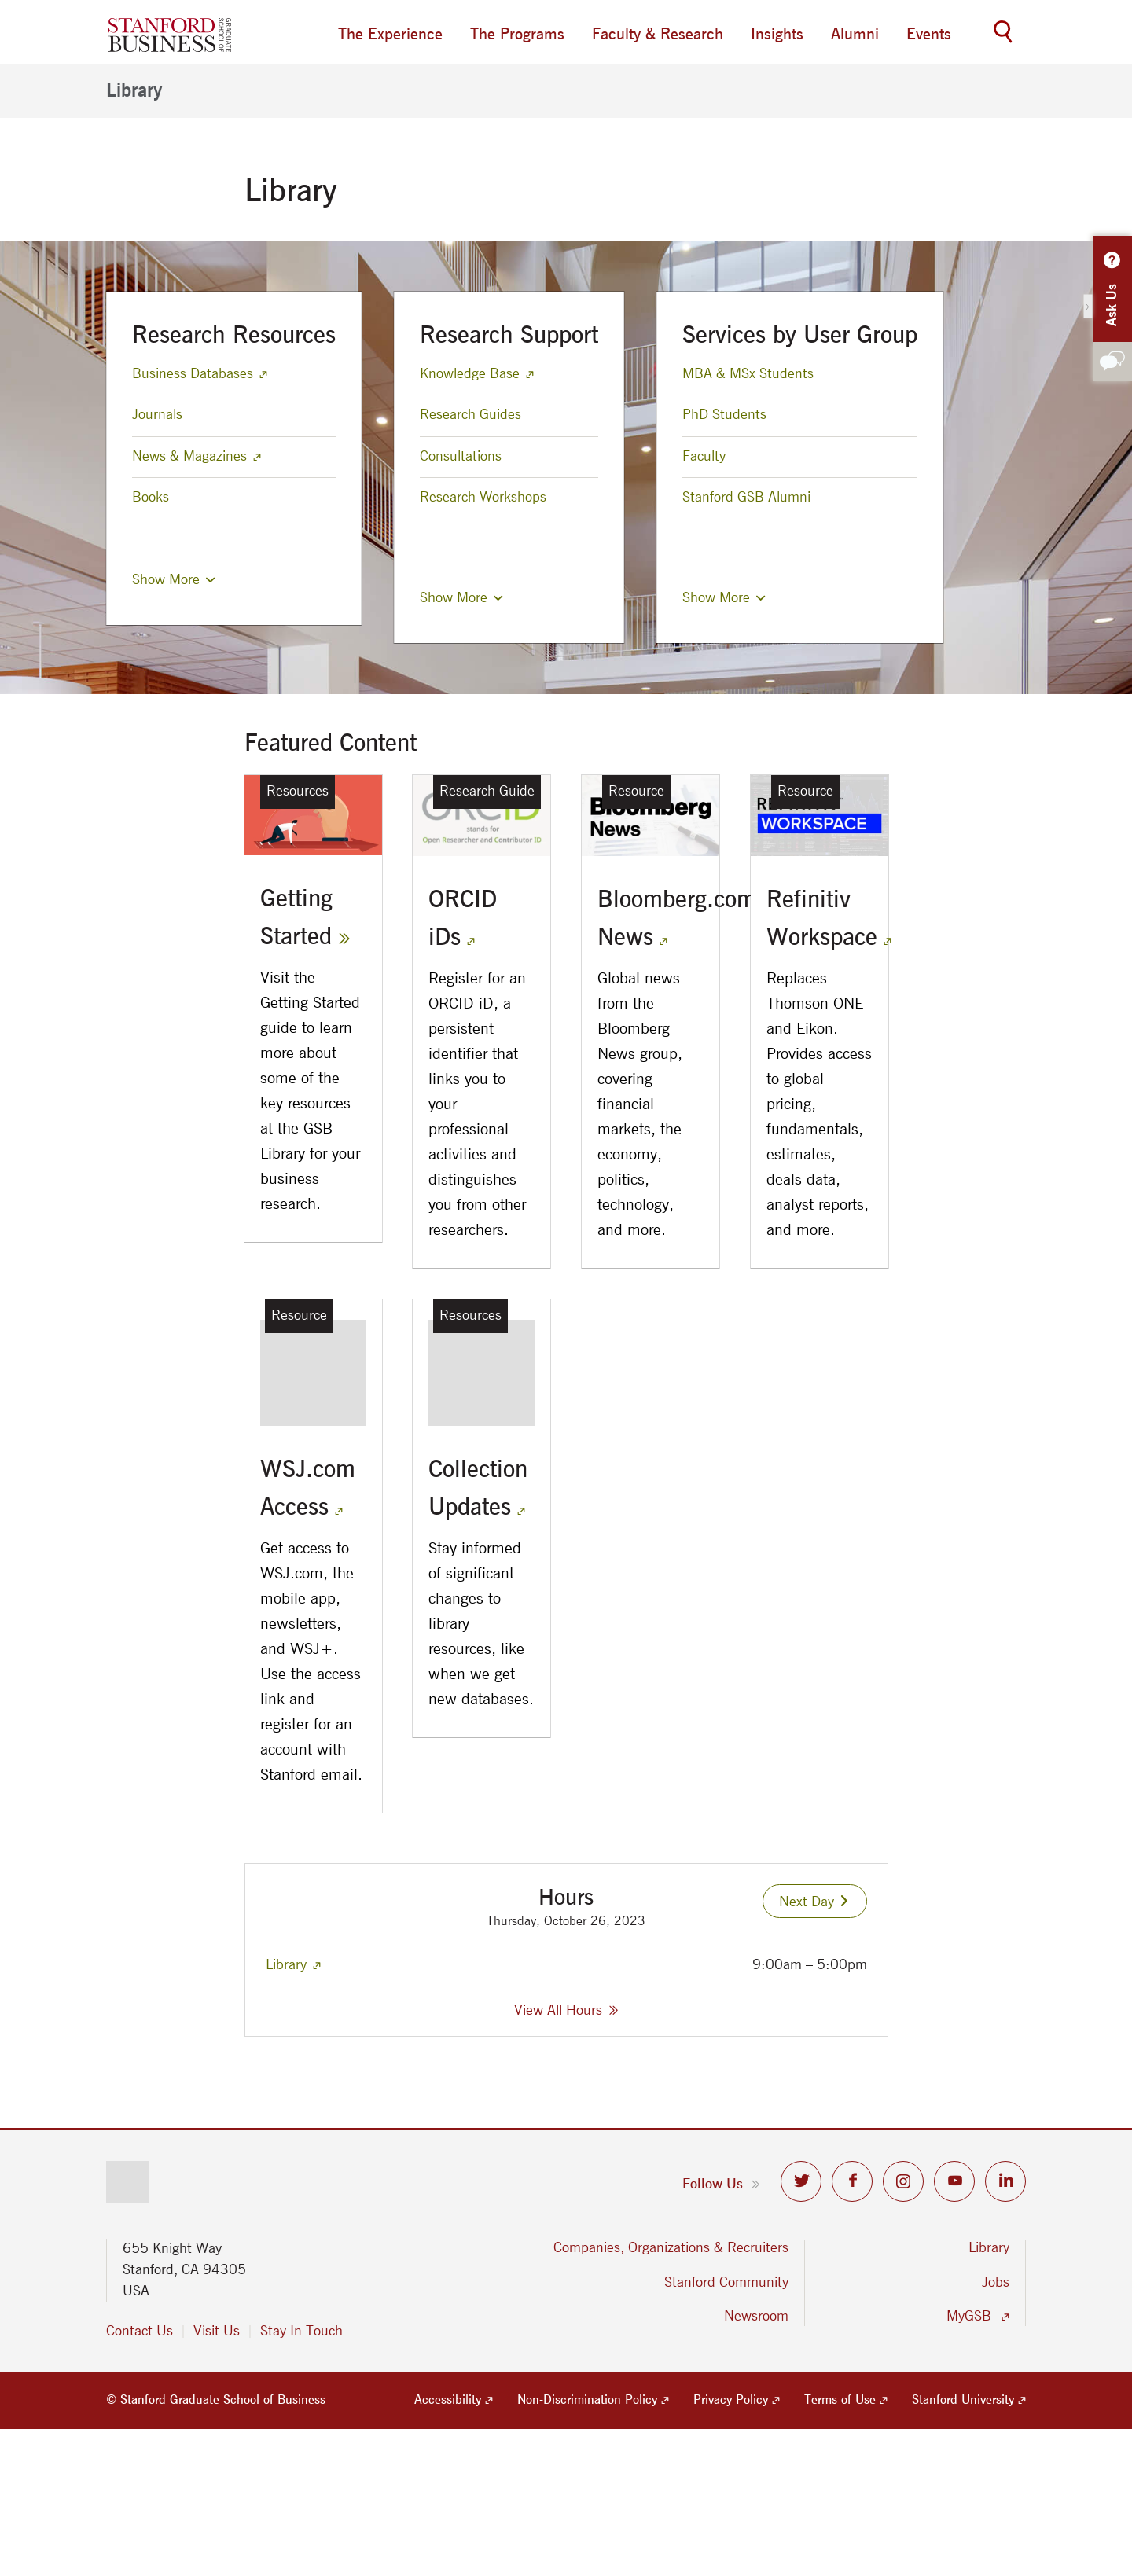 STANFORD
BUSINESS
GRADUATE
SCHOOL OF
The Experience
The Programs
Faculty & Research
Insights
Alumni
Events
Library
Library
Ask Us
Research Resources
Business Databases
Journals
News & Magazines
Books
Show More
Research Support
Knowledge Base
Research Guides
Consultations
Research Workshops
Show More
Services by User Group
MBA & MSx Students
PhD Students
Faculty
Stanford GSB Alumni
Show More
Featured Content
Resources
Getting
Started
Visit the
Getting Started
guide to learn
more about
some of the
key resources
at the GSB
Library for your
business
research.
Research Guide
ORCID
stands for
Open Researcher and Contributor ID
ORCID
iDs
Register for an
ORCID iD, a
persistent
identifier that
links you to
your
professional
activities and
distinguishes
you from other
researchers.
Resource
Bloomberg
News
Bloomberg.com
News
Global news
from the
Bloomberg
News group,
covering
financial
markets, the
economy,
politics,
technology,
and more.
Resource
REFINITIV
WORKSPACE
Refinitiv
Workspace
Replaces
Thomson ONE
and Eikon.
Provides access
to global
pricing,
fundamentals,
estimates,
deals data,
analyst reports,
and more.
Resource
WSJ.com
Access
Get access to
WSJ.com, the
mobile app,
newsletters,
and WSJ+.
Use the access
link and
register for an
account with
Stanford email.
Resources
Collection
Updates
Stay informed
of significant
changes to
library
resources, like
when we get
new databases.
Hours
Thursday, October 26, 2023
Next Day
Library
9:00am – 5:00pm
View All Hours
Follow Us
655 Knight Way
Stanford, CA 94305
USA
Contact Us
Visit Us
Stay In Touch
Companies, Organizations & Recruiters
Stanford Community
Newsroom
Library
Jobs
MyGSB
© Stanford Graduate School of Business
Accessibility
Non-Discrimination Policy
Privacy Policy
Terms of Use
Stanford University